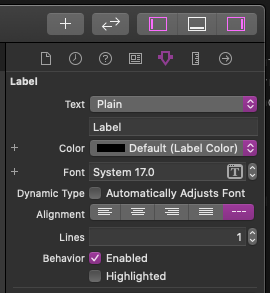 Label
Text Plain
Label
Color Default (Label Color)
Font System 17.0
Dynamic Type Automatically Adjusts Font
Alignment
Lines 1
Behavior Enabled
Highlighted